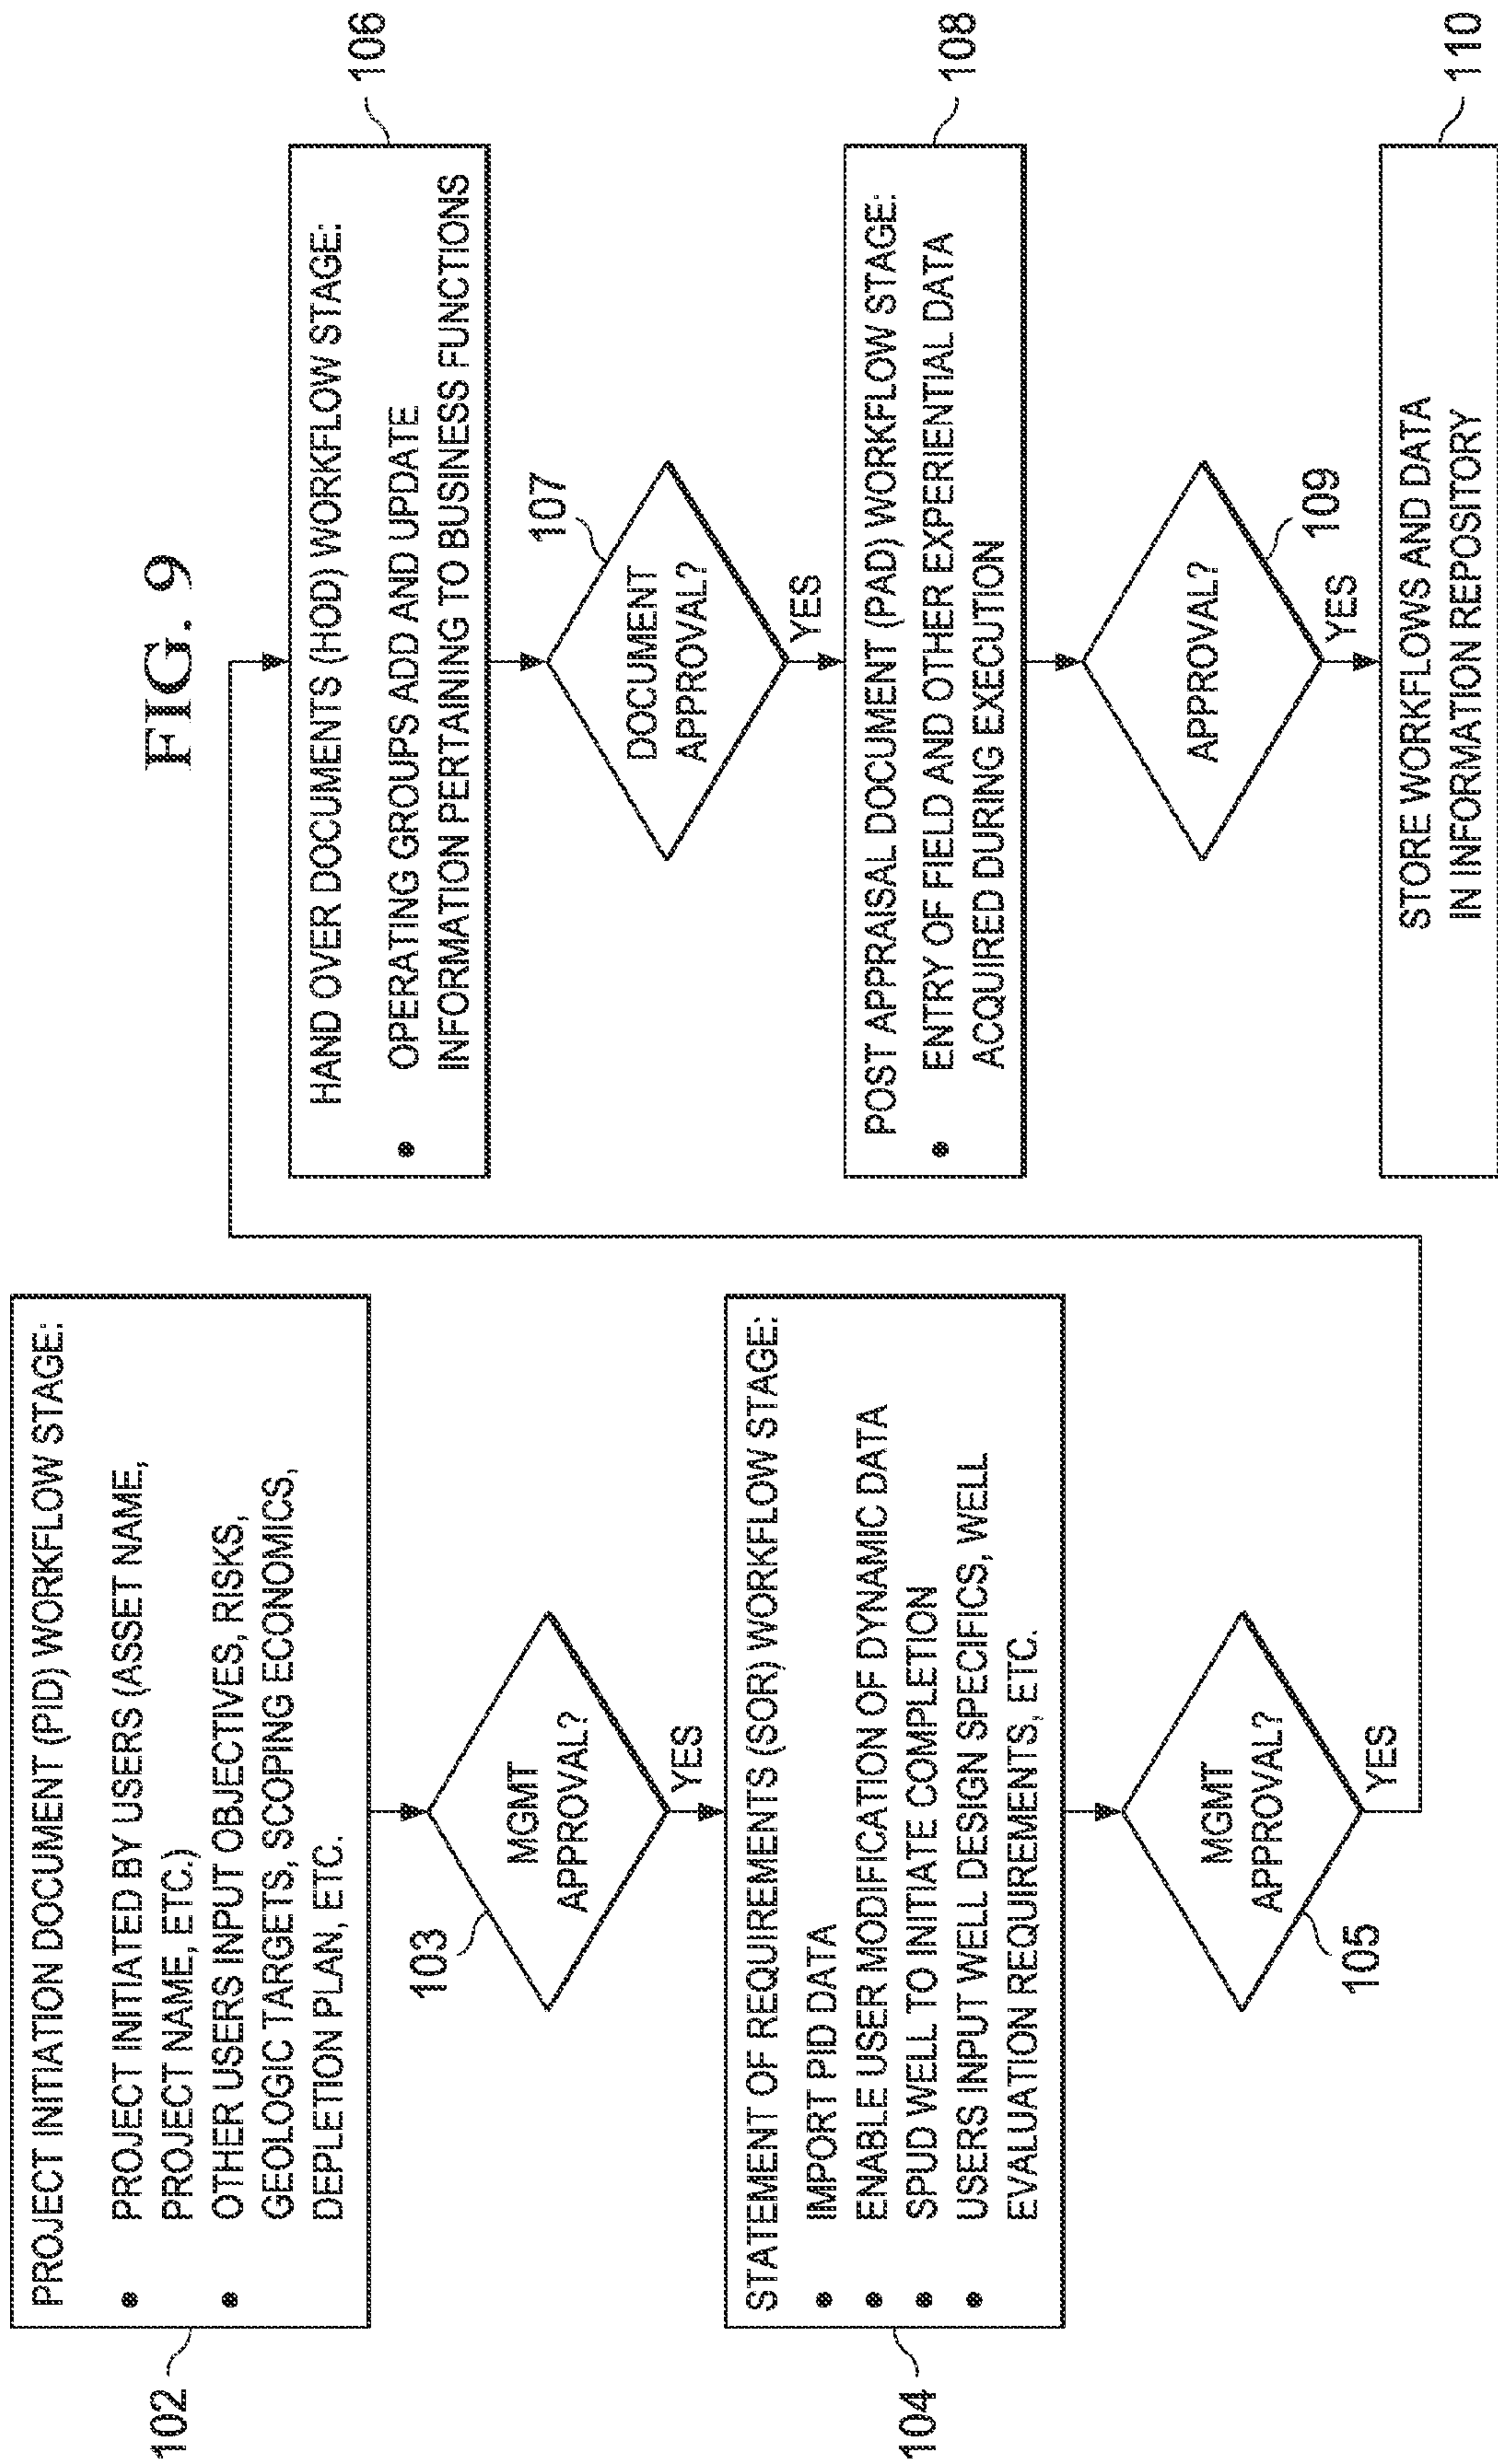 FIG. 9
PROJECT INITIATION DOCUMENT (PID) WORKFLOW STAGE:
• PROJECT INITIATED BY USERS (ASSET NAME,
PROJECT NAME, ETC.)
• OTHER USERS INPUT OBJECTIVES, RISKS,
GEOLOGIC TARGETS, SCOPING ECONOMICS,
DEPLETION PLAN, ETC.
102
103
MGMT
APPROVAL?
YES
STATEMENT OF REQUIREMENTS (SOR) WORKFLOW STAGE:
• IMPORT PID DATA
• ENABLE USER MODIFICATION OF DYNAMIC DATA
• SPUD WELL TO INITIATE COMPLETION
• USERS INPUT WELL DESIGN SPECIFICS, WELL
EVALUATION REQUIREMENTS, ETC.
104
MGMT
APPROVAL?
105
YES
106
HAND OVER DOCUMENTS (HOD) WORKFLOW STAGE:
• OPERATING GROUPS ADD AND UPDATE
INFORMATION PERTAINING TO BUSINESS FUNCTIONS
107
DOCUMENT
APPROVAL?
YES
108
POST APPRAISAL DOCUMENT (PAD) WORKFLOW STAGE:
• ENTRY OF FIELD AND OTHER EXPERIENTIAL DATA
ACQUIRED DURING EXECUTION
APPROVAL?
109
YES
110
STORE WORKFLOWS AND DATA
IN INFORMATION REPOSITORY